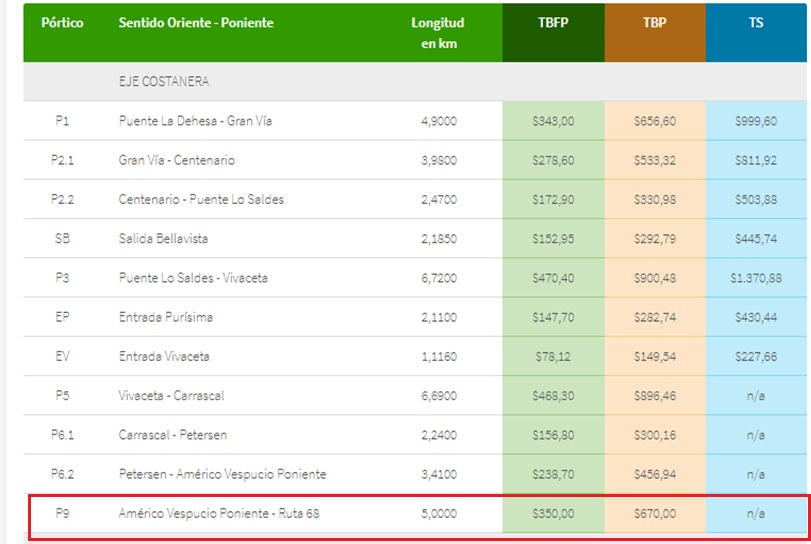 Pórtico Sentido Oriente - Poniente Longitud en km TBFP TBP TS
EJE COSTANERA
P1 Puente La Dehesa - Gran Vía 4,9000 $343,00 $656,60 $999,60
P2.1 Gran Vía - Centenario 3,9800 $278,60 $533,32 $811,92
P2.2 Centenario - Puente Lo Saldes 2,4700 $172,90 $330,98 $503,88
SB Salida Bellavista 2,1850 $152,95 $292,79 $445,74
P3 Puente Lo Saldes - Vivaceta 6,7200 $470,40 $900,48 $1.370,88
EP Entrada Purísima 2,1100 $147,70 $282,74 $430,44
EV Entrada Vivaceta 1,1160 $78,12 $149,54 $227,66
P5 Vivaceta - Carrascal 6,6900 $468,30 $896,46 n/a
P6.1 Carrascal - Petersen 2,2400 $156,80 $300,16 n/a
P6.2 Petersen - Américo Vespucio Poniente 3,4100 $238,70 $456,94 n/a
P9 Américo Vespucio Poniente - Ruta 68 5,0000 $350,00 $670,00 n/a